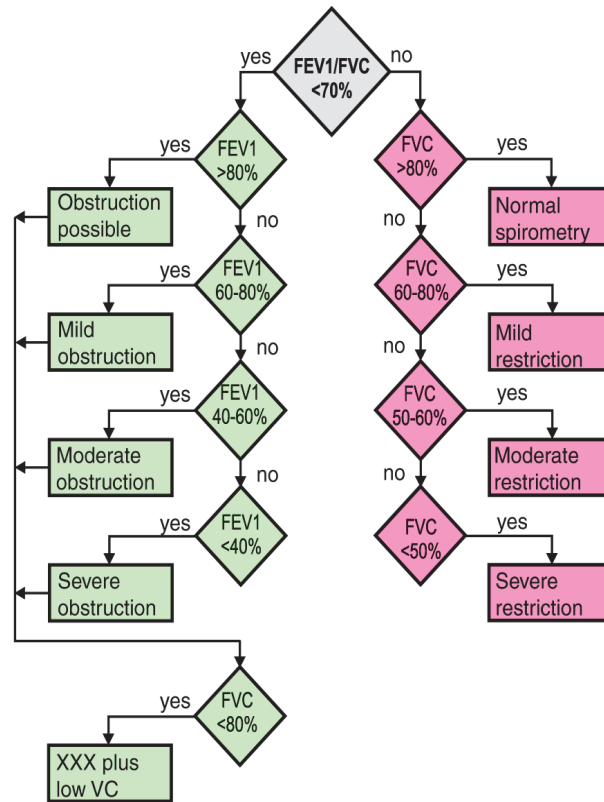 yes
no
FEV1/FVC
<70%
yes
FEV1
>80%
no
Obstruction
possible
FVC
>80%
yes
no
Normal
spirometry
yes
FEV1
60-80%
no
Mild
obstruction
FVC
60-80%
yes
no
Mild
restriction
yes
FEV1
40-60%
no
Moderate
obstruction
FVC
50-60%
yes
no
Moderate
restriction
yes
FEV1
<40%
Severe
obstruction
FVC
<50%
yes
Severe
restriction
yes
FVC
<80%
XXX plus
low VC